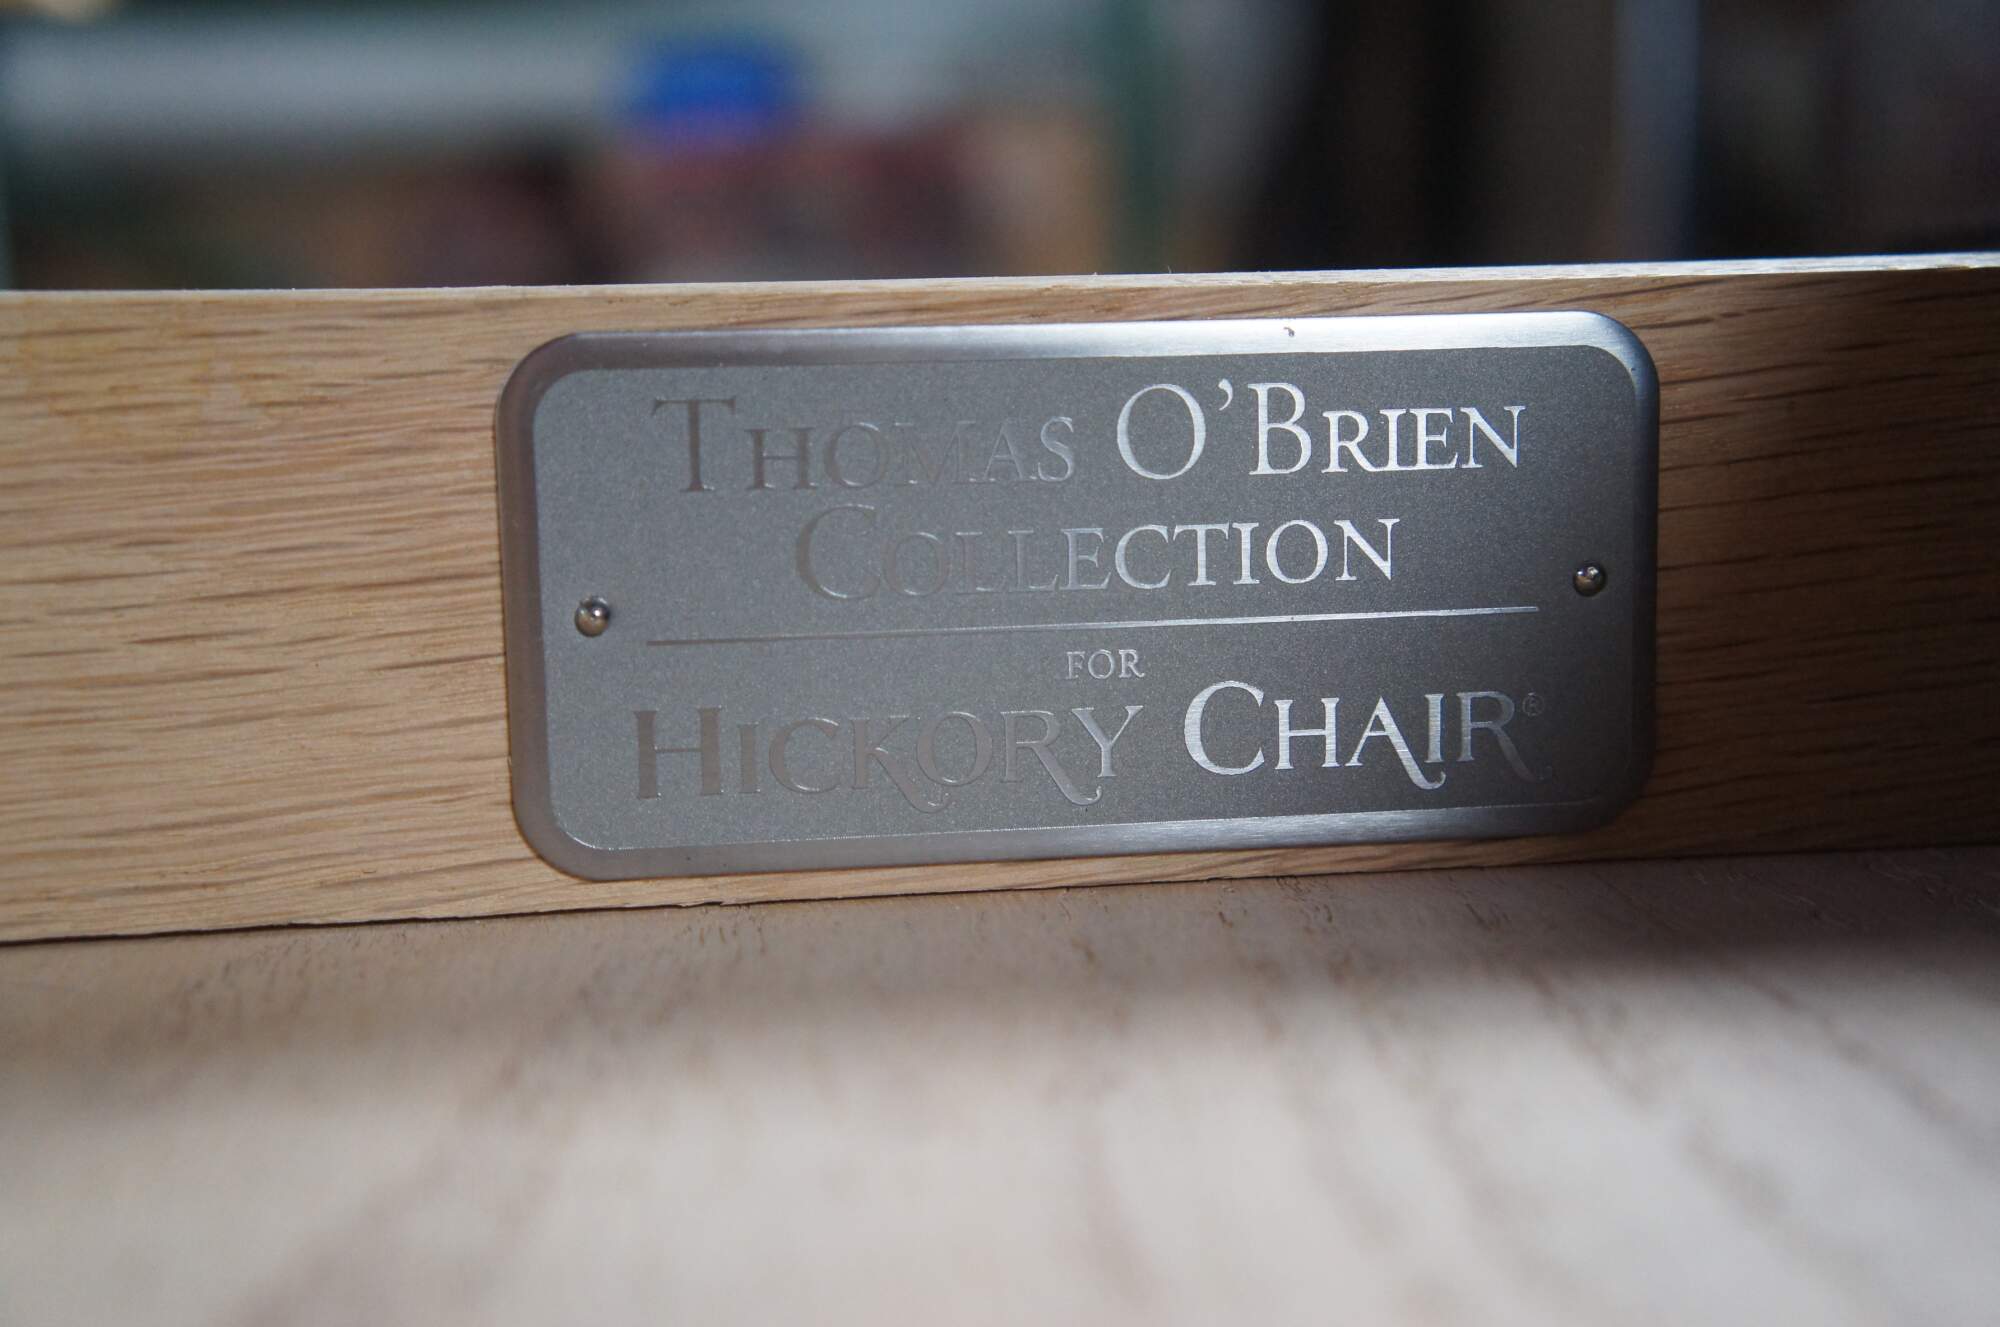 THOMAS O'BRIEN
COLLECTION
FOR
HICKORY CHAIR®